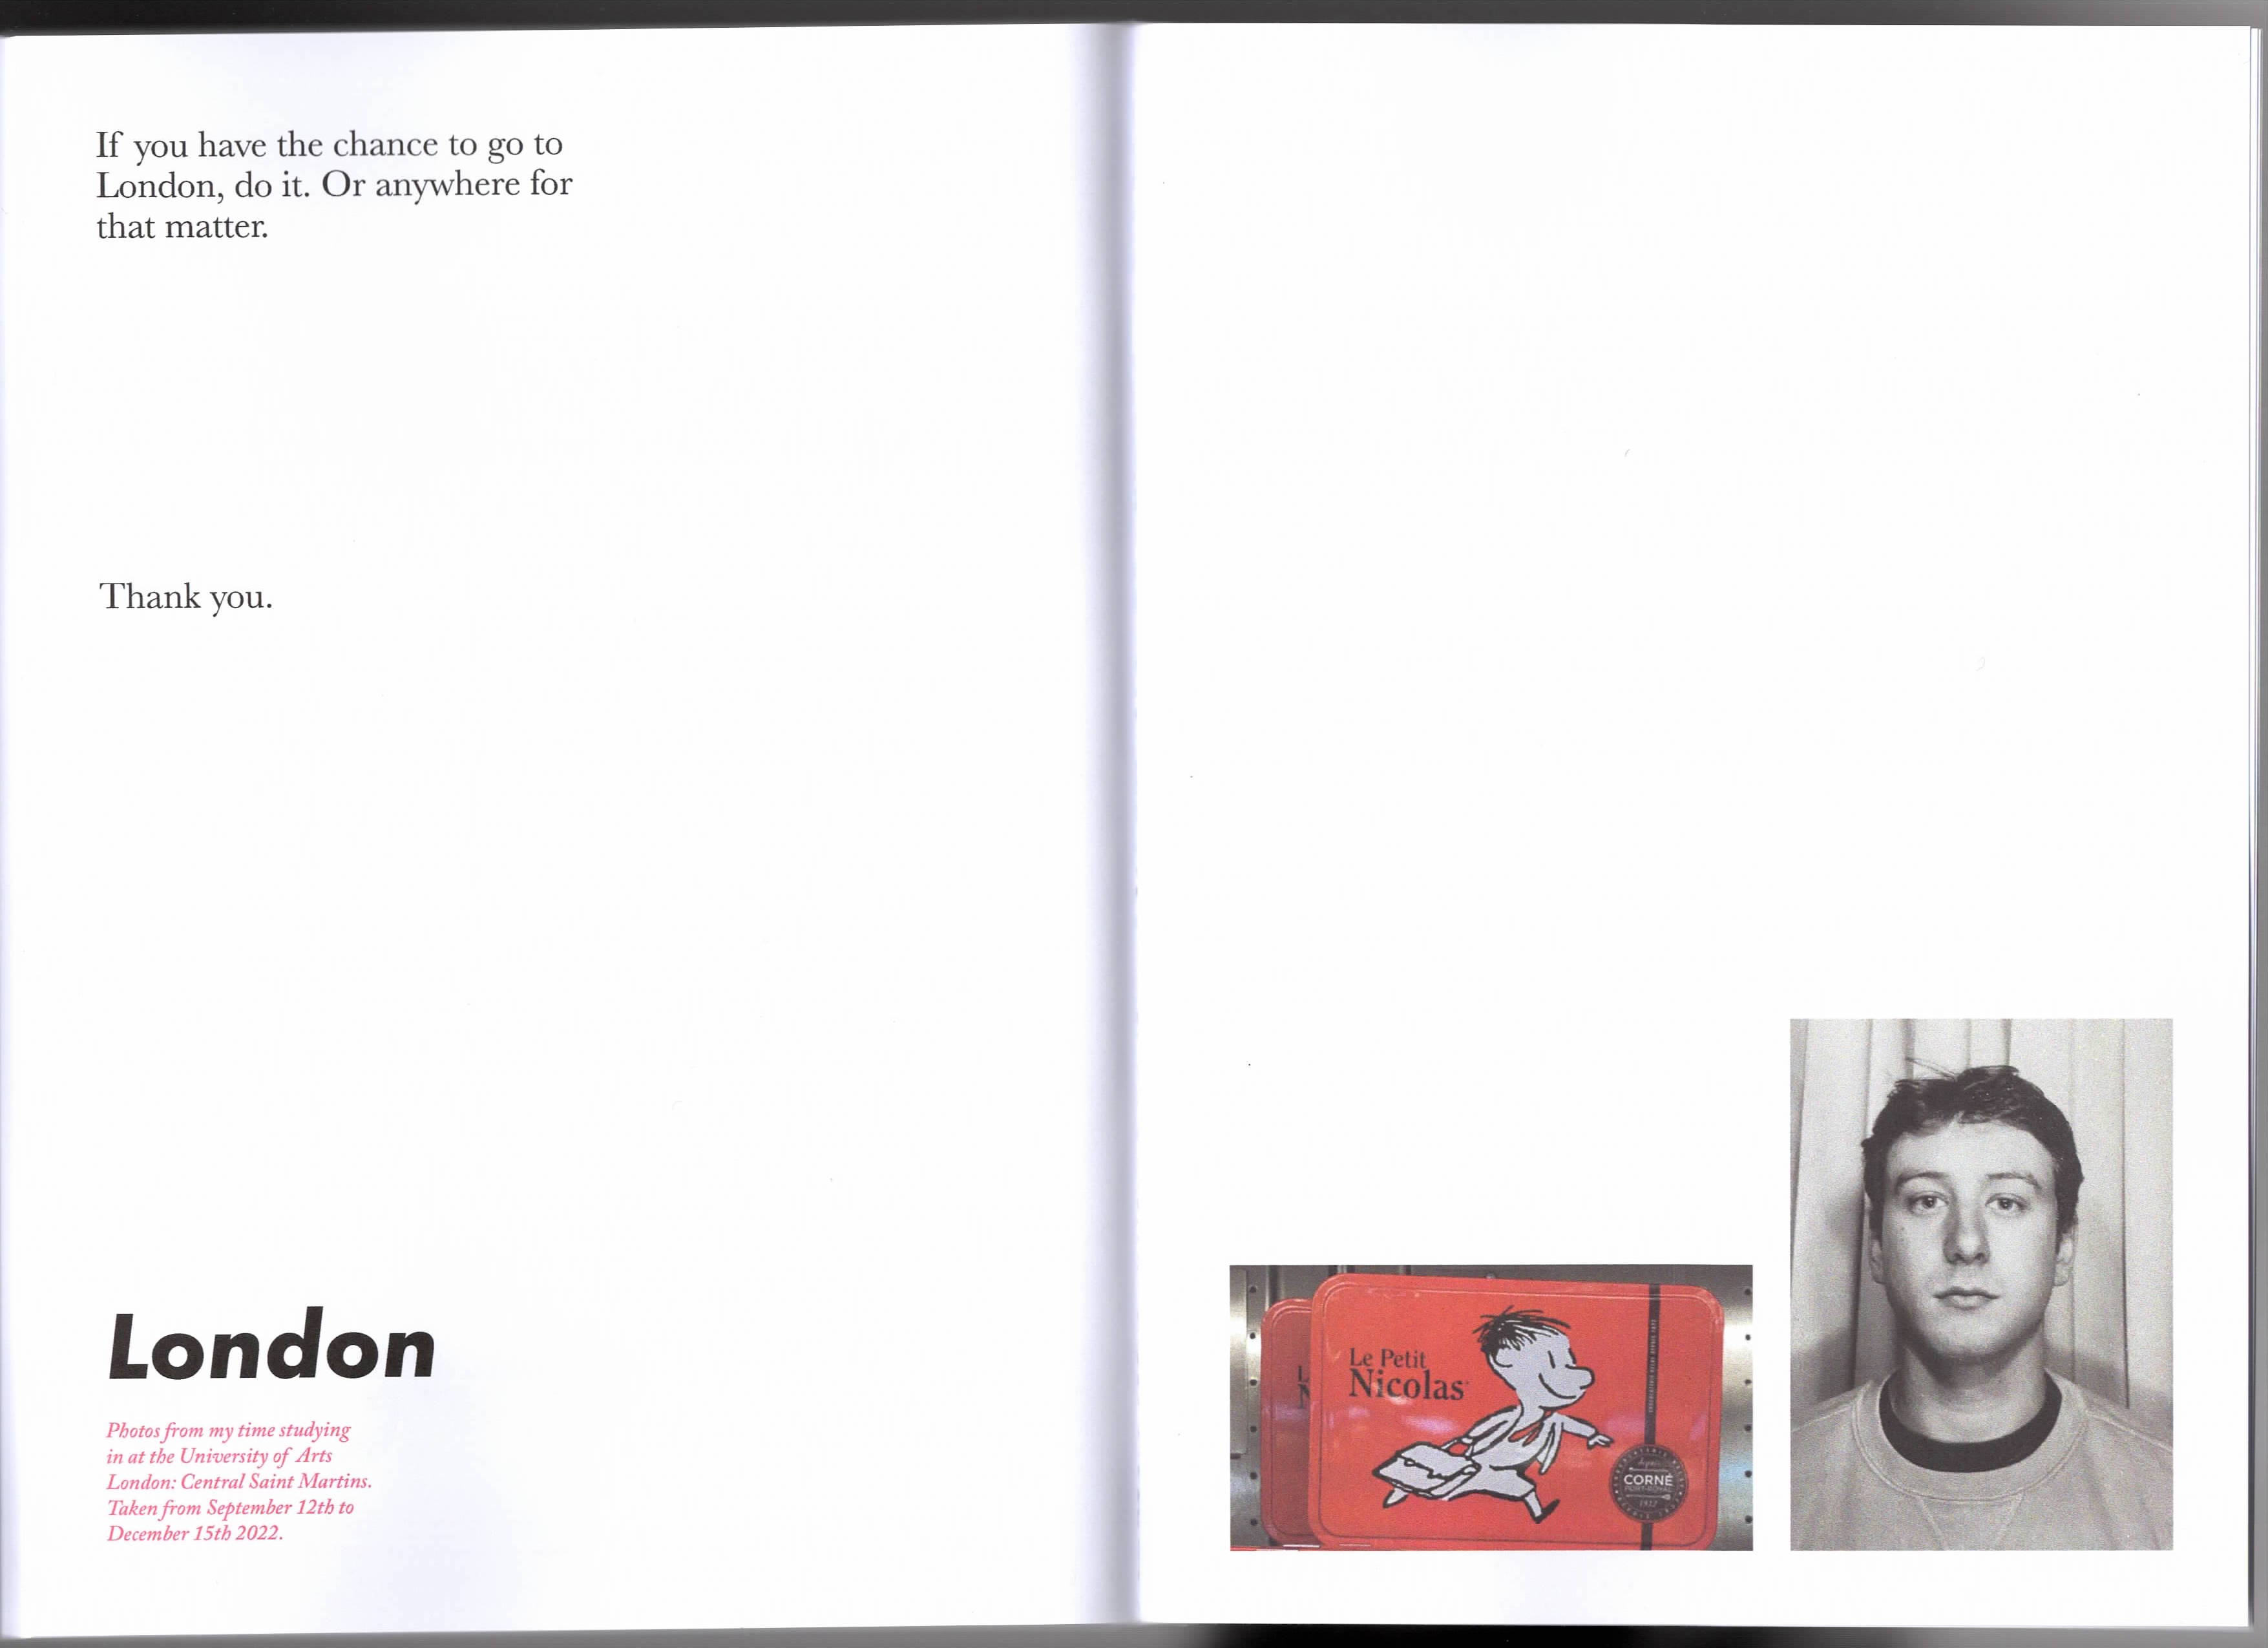 If you have the chance to go to
London, do it. Or anywhere for
that matter.
Thank you.
London
Photos from my time studying
in at the University of Arts
London: Central Saint Martins.
Taken from September 12th to
December 15th 2022.
Le Petit
Nicolas
CORNÉ
PORT-ROYAL
1932